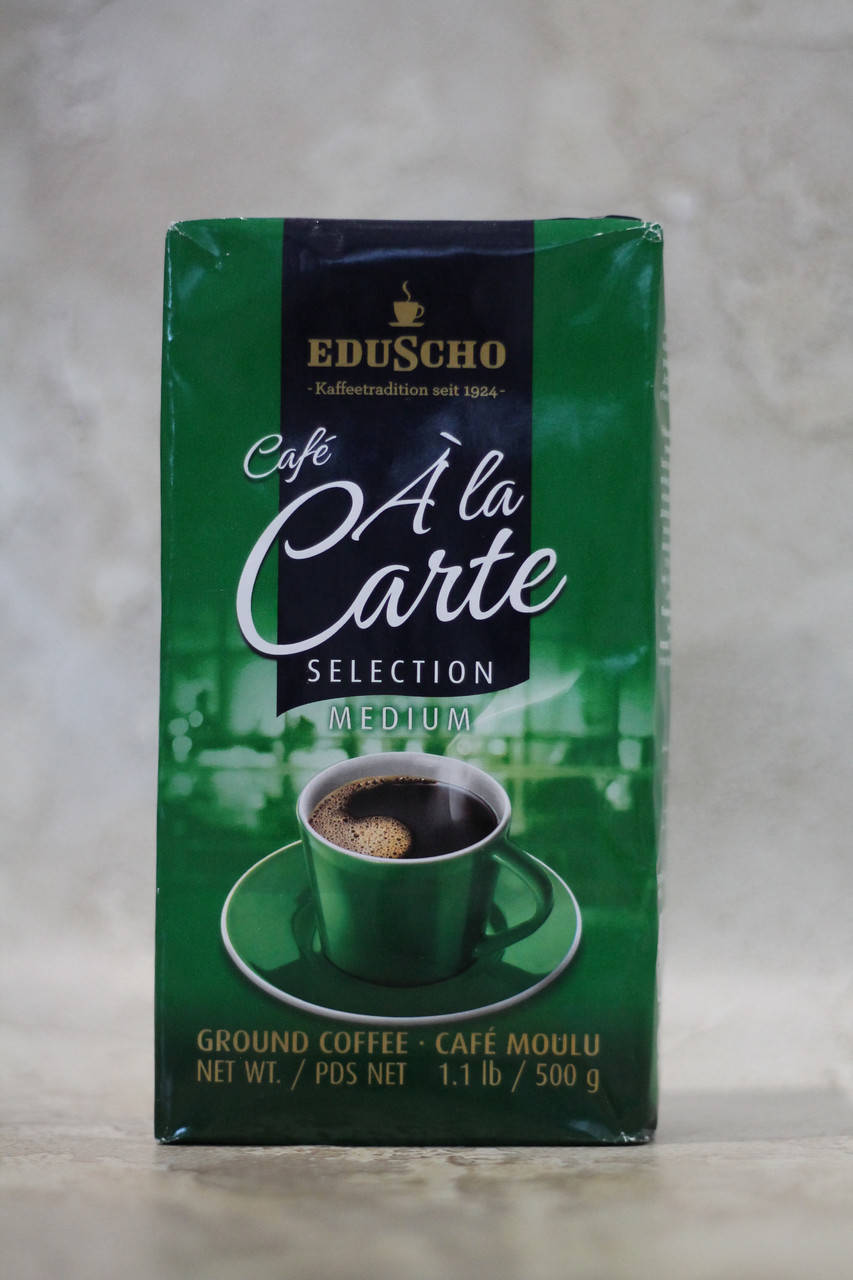 EDUSCHO
-Kaffeetradition seit 1924-
Café
À la
Carte
SELECTION
MEDIUM
GROUND COFFEE · CAFÉ MOULU
NET WT. / PDS NET 1.1 lb / 500 g